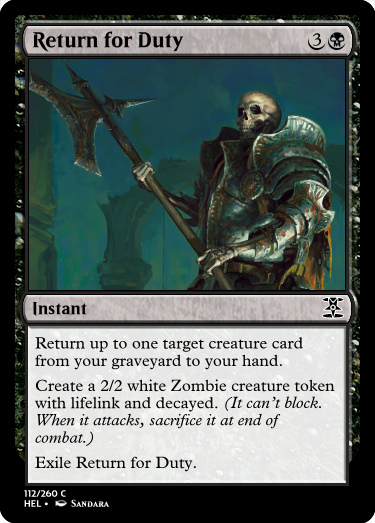 Return for Duty 3
Instant
Return up to one target creature card
from your graveyard to your hand.
Create a 2/2 white Zombie creature token
with lifelink and decayed. (It can't block.
When it attacks, sacrifice it at end of
combat.)
Exile Return for Duty.
112/260 C
HEL • Sandara